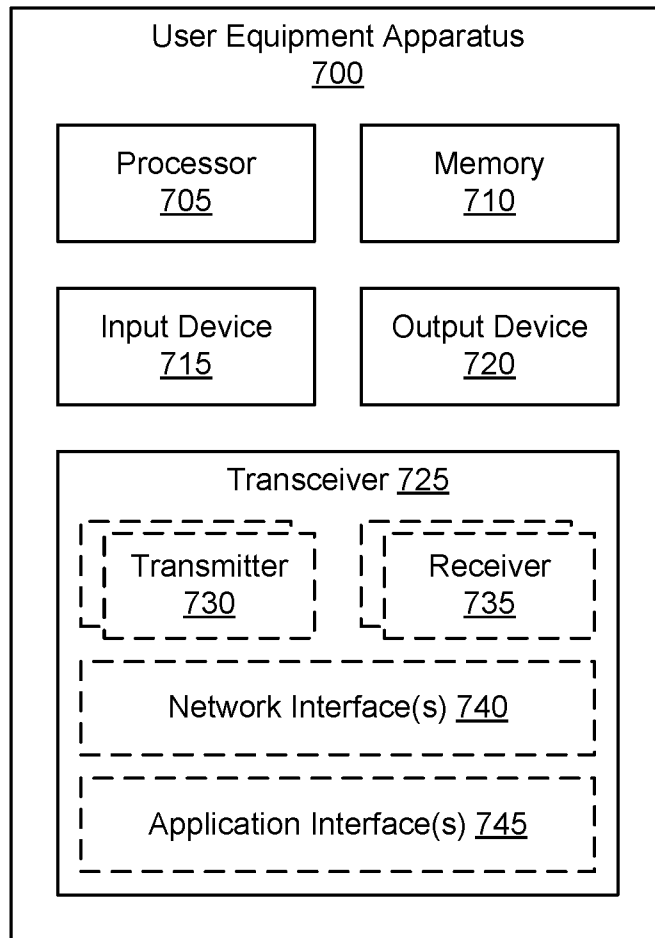 User Equipment Apparatus
700
Processor
705
Memory
710
Input Device
715
Output Device
720
Transceiver 725
Transmitter
730
Receiver
735
Network Interface(s) 740
Application Interface(s) 745